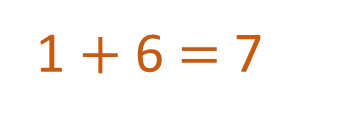 1 + 6 = 7